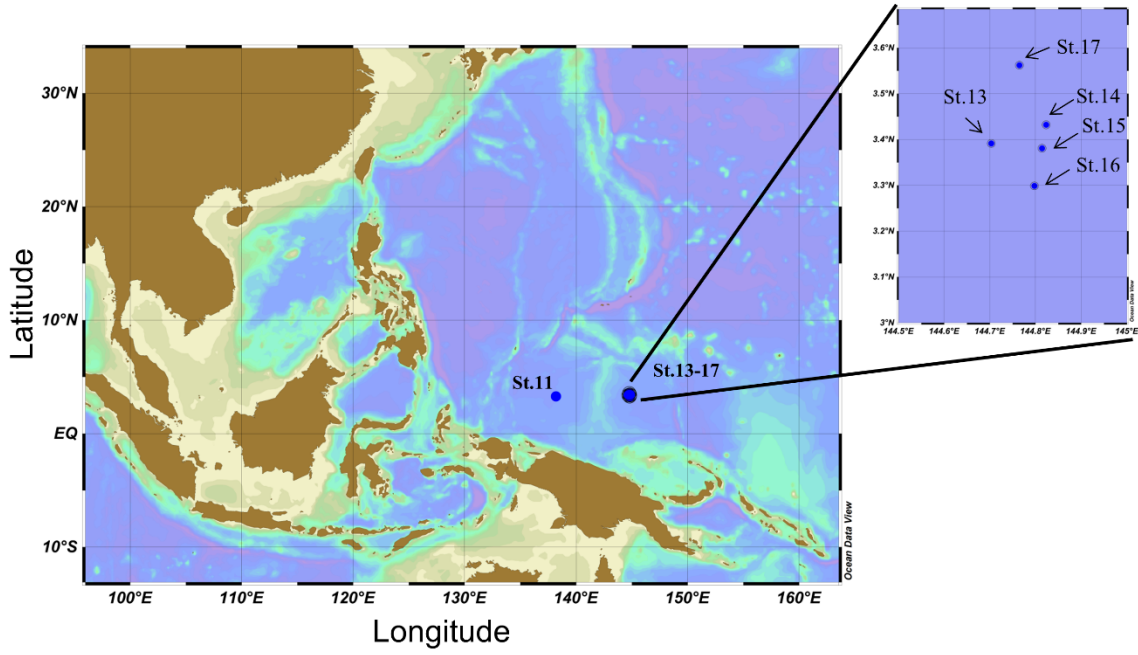 30°N
20°N
10°N
EQ
10°S
Latitude
100°E 110°E 120°E 130°E 140°E 150°E 160°E
Longitude
St.11
St.13-17
Ocean Data View
3.6°N
3.5°N
3.4°N
3.3°N
3.2°N
3.1°N
3°N
144.5°E 144.6°E 144.7°E 144.8°E 144.9°E 145°E
St.17
St.13
St.14
St.15
St.16
Ocean Data View